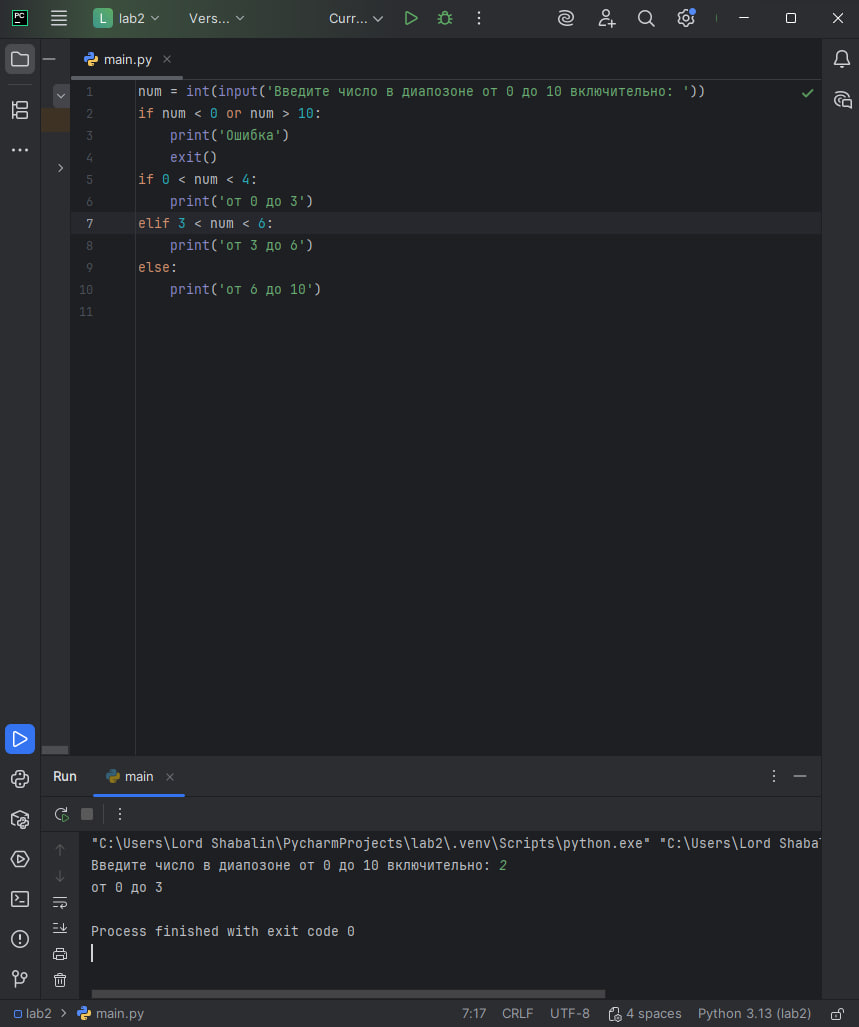 PC L lab2 Vers... Curr...
main.py
1 num = int(input('Введите число в диапозоне от 0 до 10 включительно: '))
2 if num < 0 or num > 10:
3 print('Ошибка')
4 exit()
5 if 0 < num < 4:
6 print('от 0 до 3')
7 elif 3 < num < 6:
8 print('от 3 до 6')
9 else:
10 print('от 6 до 10')
11
Run main
"C:\Users\Lord Shabalin\PycharmProjects\lab2\.venv\Scripts\python.exe" "C:\Users\Lord Shabal
Введите число в диапозоне от 0 до 10 включительно: 2
от 0 до 3
Process finished with exit code 0
lab2 main.py 7:17 CRLF UTF-8 4 spaces Python 3.13 (lab2)